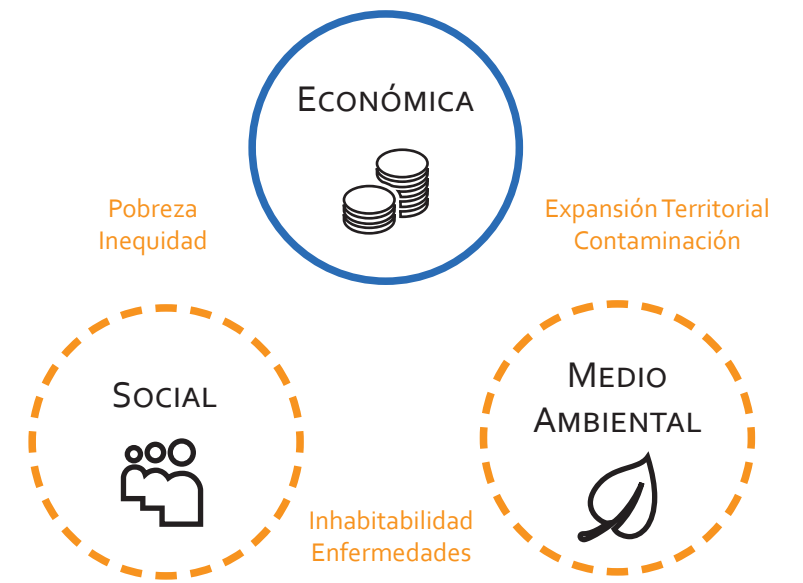 ECONÓMICA
Pobreza
Inequidad
Expansión Territorial
Contaminación
SOCIAL
MEDIO
AMBIENTAL
Inhabitabilidad
Enfermedades